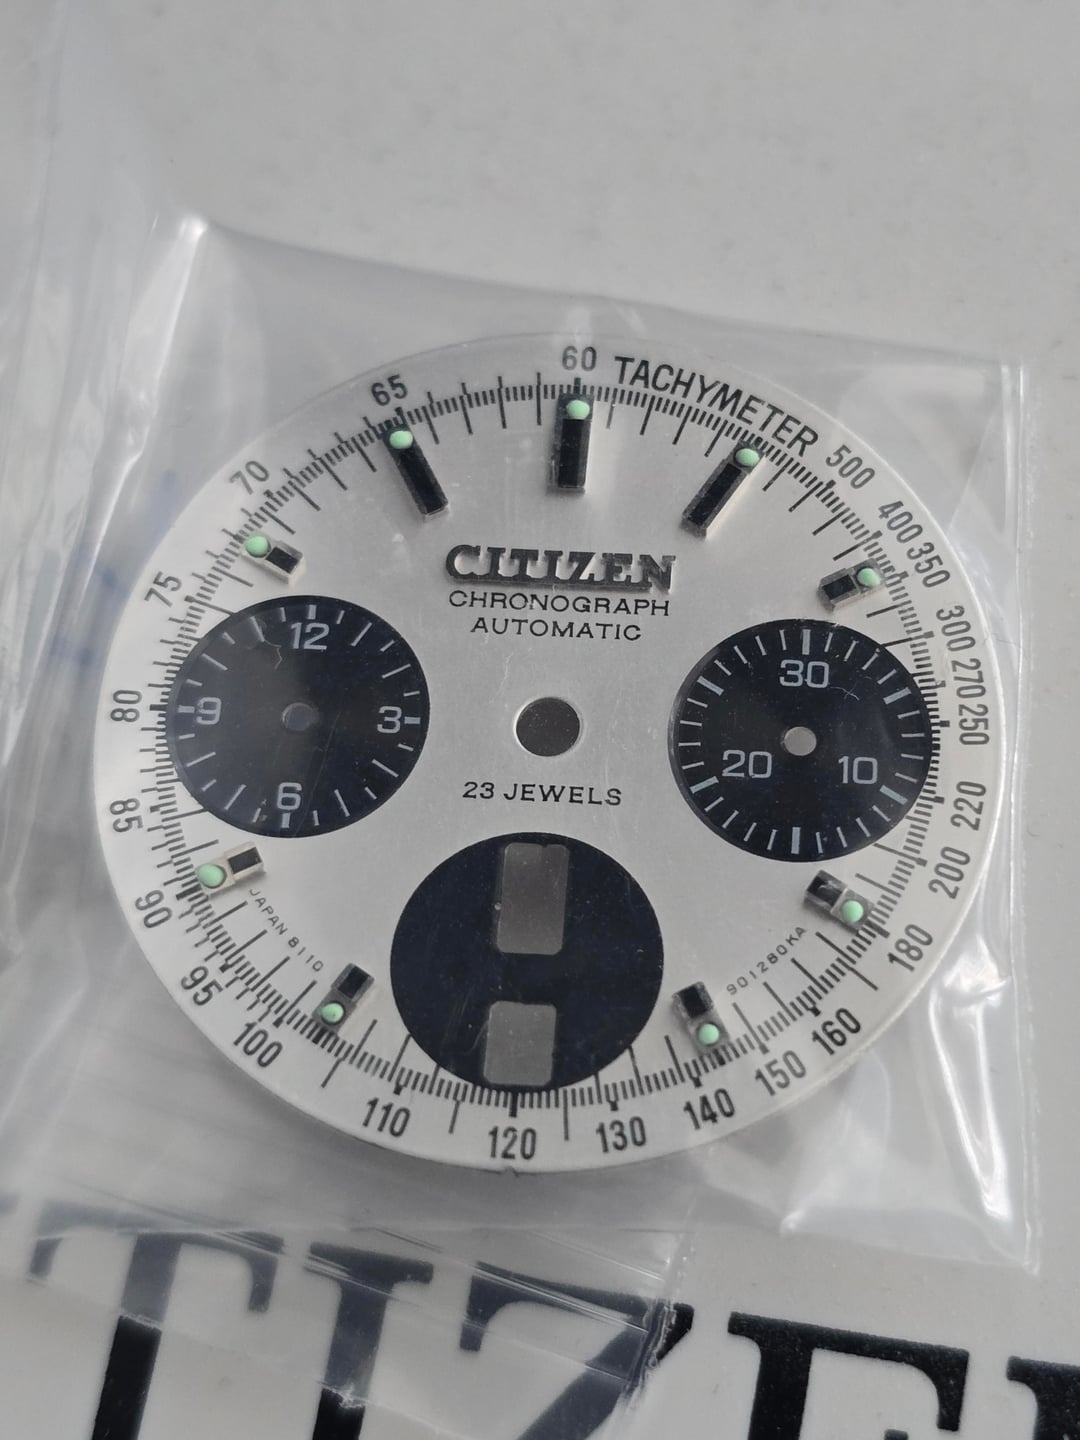 60 TACHYMETER 500 400 350 300 270 250 220 200 180 160 150 140 130 120 110 100 95 90 85 80 75 70 65
CITIZEN
CHRONOGRAPH
AUTOMATIC
12
3
6
9
30
10
20
23 JEWELS
JAPAN 8110
901280KA